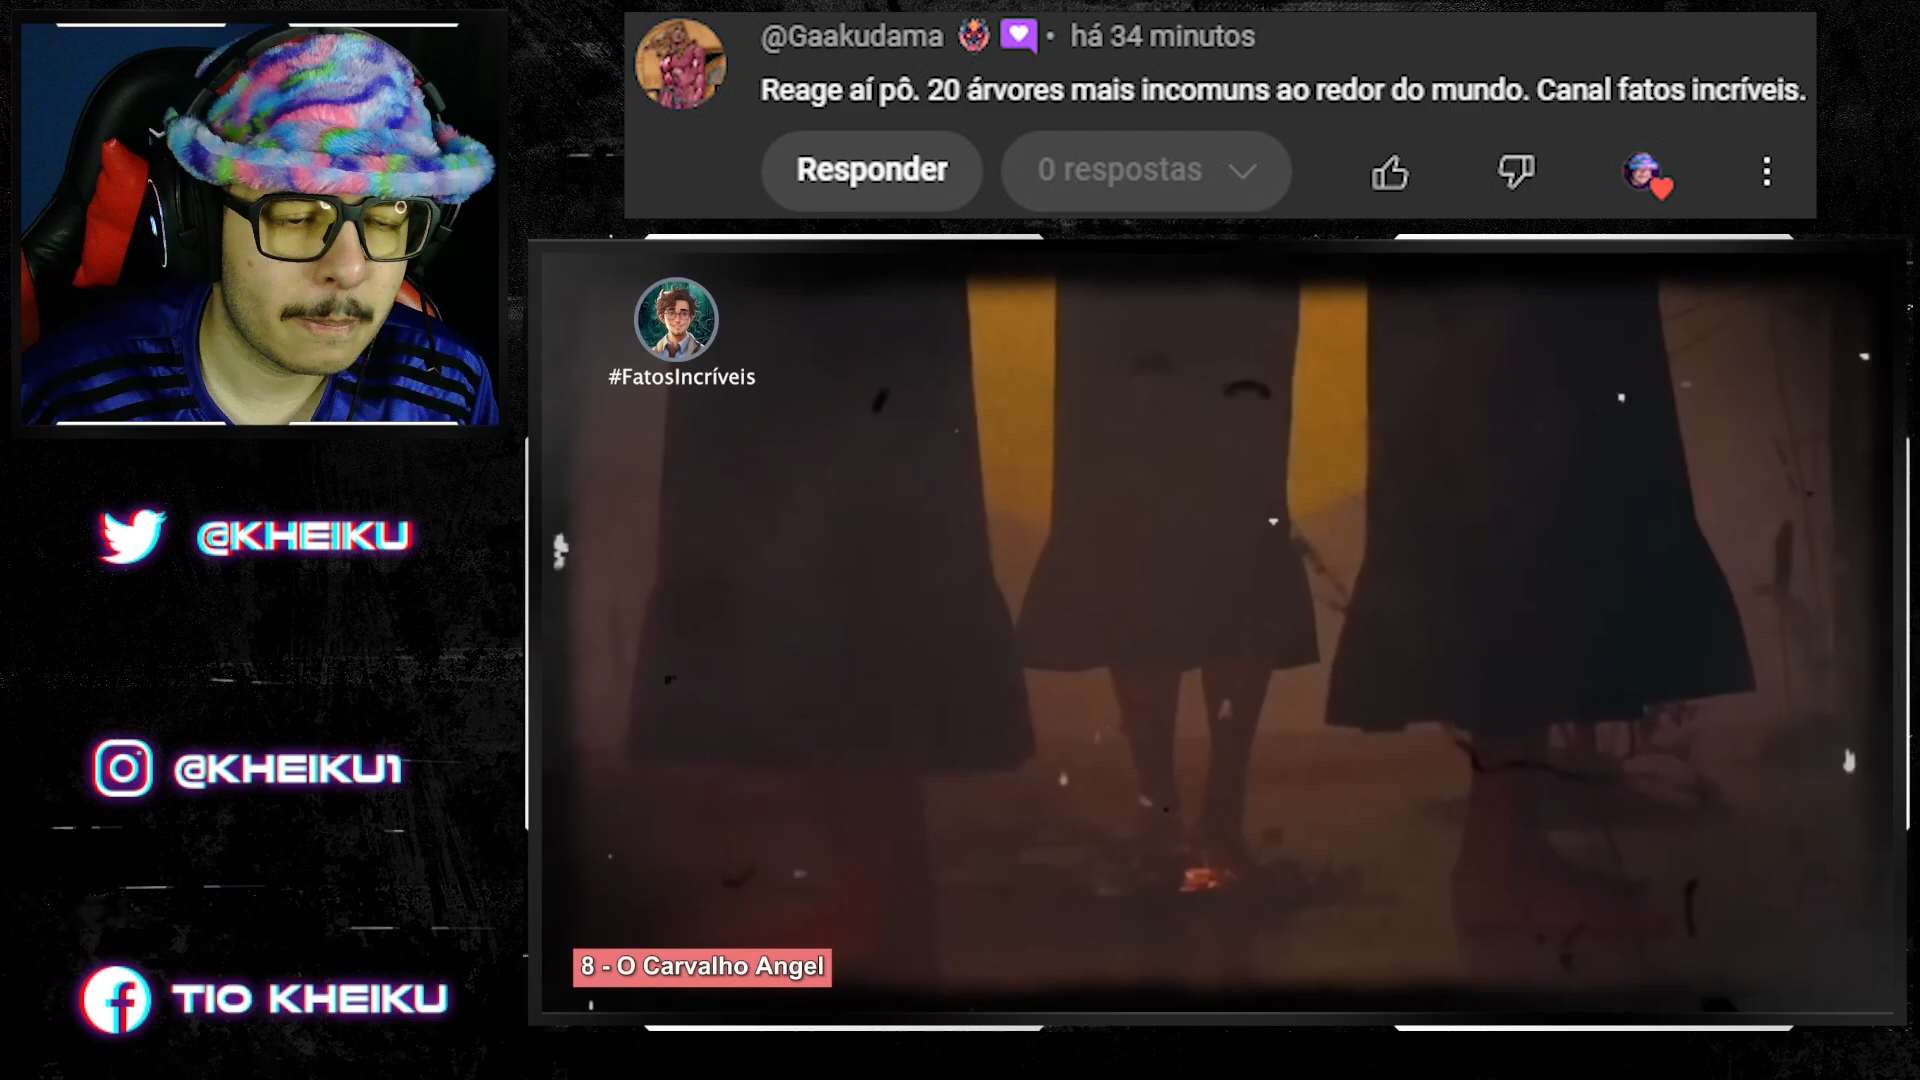 @Gaakudama • há 34 minutos
Reage aí pô. 20 árvores mais incomuns ao redor do mundo. Canal fatos incríveis.
Responder
0 respostas
#FatosIncríveis
@KHEIKU
@KHEIKU1
TIO KHEIKU
8 - O Carvalho Angel